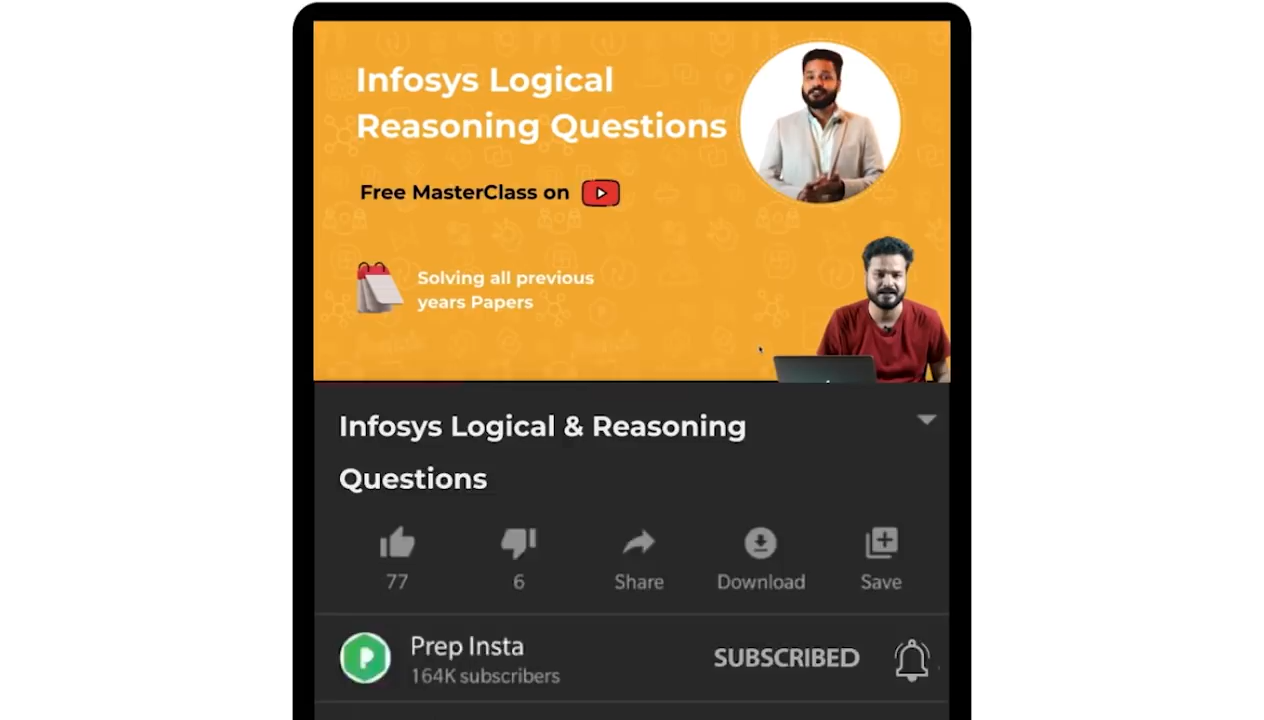 Infosys Logical
Reasoning Questions
Free MasterClass on
Solving all previous
years Papers
Infosys Logical & Reasoning
Questions
77
6
Share
Download
Save
Prep Insta
SUBSCRIBED
164K subscribers